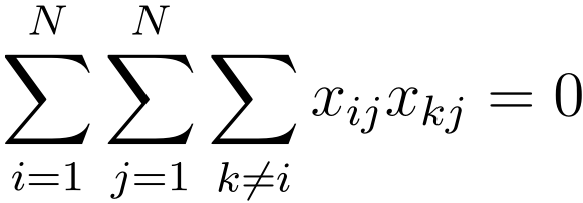 \sum_{i=1}^{N} \sum_{j=1}^{N} \sum_{k \neq i} x_{ij} x_{kj} = 0